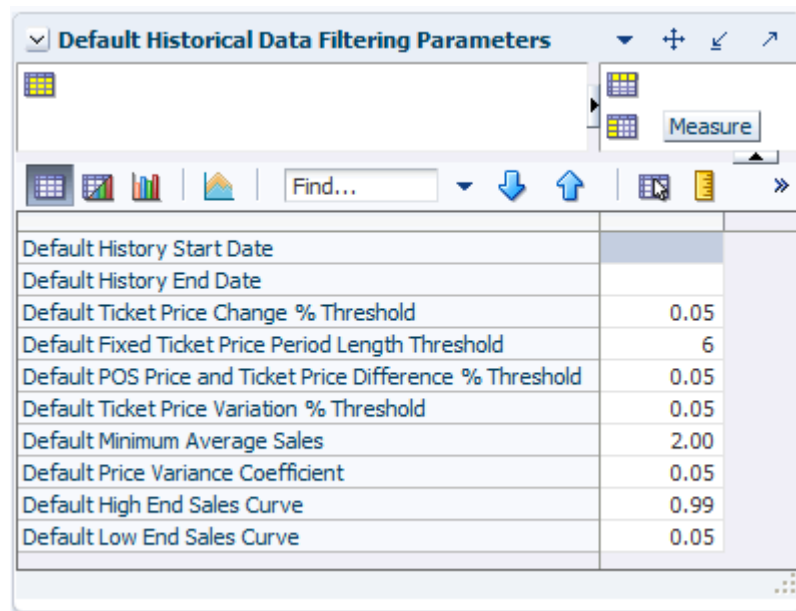 Default Historical Data Filtering Parameters
Measure
Find...
Default History Start Date
Default History End Date
Default Ticket Price Change % Threshold 0.05
Default Fixed Ticket Price Period Length Threshold 6
Default POS Price and Ticket Price Difference % Threshold 0.05
Default Ticket Price Variation % Threshold 0.05
Default Minimum Average Sales 2.00
Default Price Variance Coefficient 0.05
Default High End Sales Curve 0.99
Default Low End Sales Curve 0.05